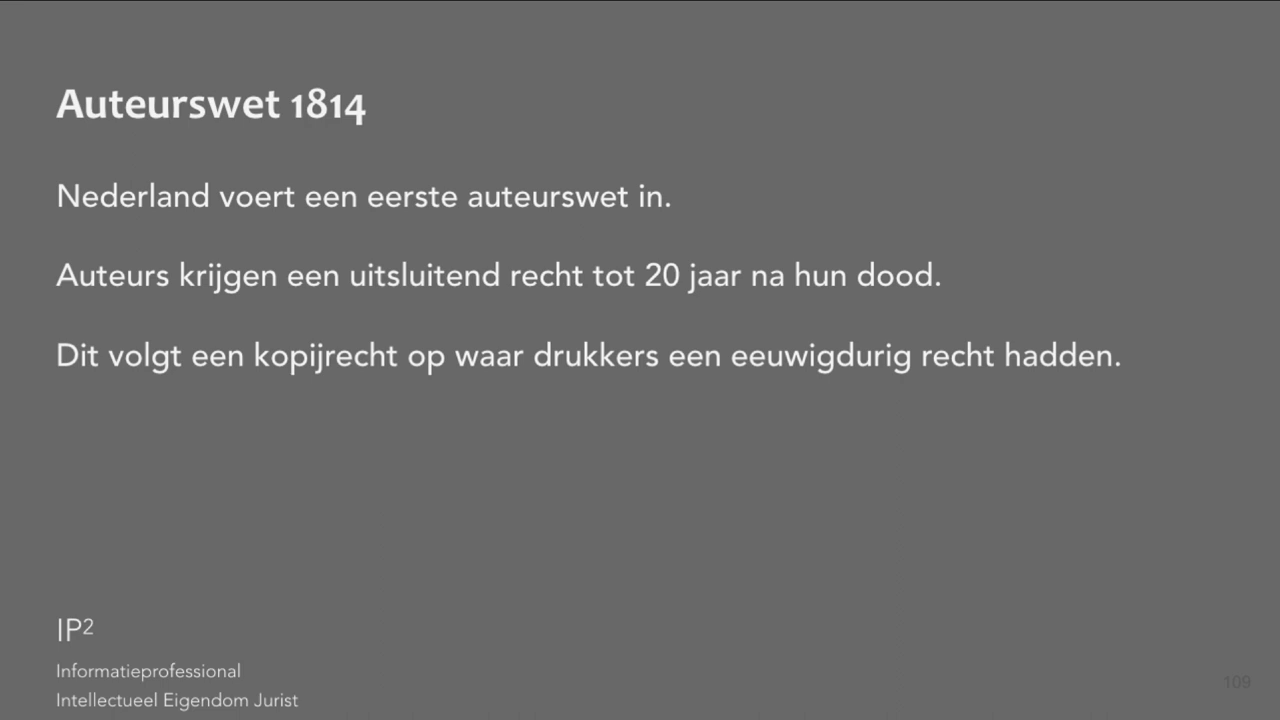 Auteurswet 1814
Nederland voert een eerste auteurswet in.
Auteurs krijgen een uitsluitend recht tot 20 jaar na hun dood.
Dit volgt een kopijrecht op waar drukkers een eeuwigdurig recht hadden.
IP²
Informatieprofessional
Intellectueel Eigendom Jurist
109